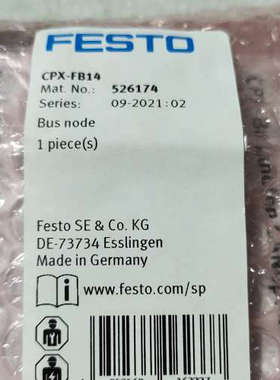 FESTO
CPX-FB14
Mat. No.: 526174
Series: 09-2021:02
Bus node
1 piece(s)
Festo SE & Co. KG
DE-73734 Esslingen
Made in Germany
www.festo.com/sp